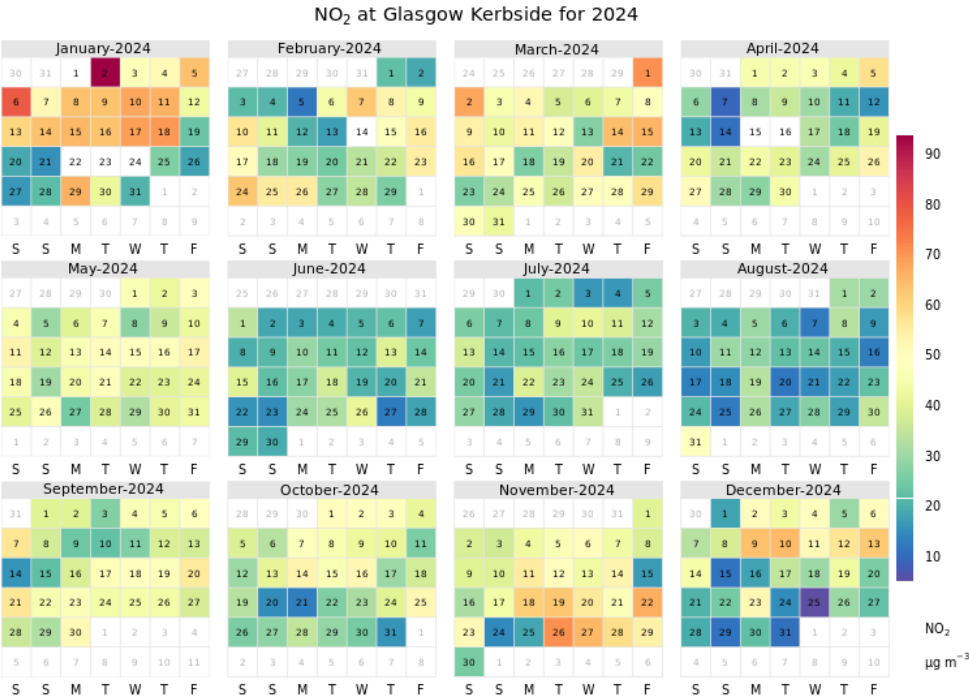 NO₂ at Glasgow Kerbside for 2024
January-2024 February-2024 March-2024 April-2024
30 31 1 2 3 4 5 27 28 29 30 31 1 2 24 25 26 27 28 29 1 30 31 1 2 3 4 5
6 7 8 9 10 11 12 3 4 5 6 7 8 9 2 3 4 5 6 7 8 6 7 8 9 10 11 12
13 14 15 16 17 18 19 10 11 12 13 14 15 16 9 10 11 12 13 14 15 13 14 15 16 17 18 19
20 21 22 23 24 25 26 17 18 19 20 21 22 23 16 17 18 19 20 21 22 20 21 22 23 24 25 26
27 28 29 30 31 1 2 24 25 26 27 28 29 1 23 24 25 26 27 28 29 27 28 29 30 1 2 3
3 4 5 6 7 8 9 2 3 4 5 6 7 8 30 31 1 2 3 4 5 4 5 6 7 8 9 10
S S M T W T F S S M T W T F S S M T W T F S S M T W T F
May-2024 June-2024 July-2024 August-2024
27 28 29 30 1 2 3 25 26 27 28 29 30 31 29 30 1 2 3 4 5 27 28 29 30 31 1 2
4 5 6 7 8 9 10 1 2 3 4 5 6 7 6 7 8 9 10 11 12 3 4 5 6 7 8 9
11 12 13 14 15 16 17 8 9 10 11 12 13 14 13 14 15 16 17 18 19 10 11 12 13 14 15 16
18 19 20 21 22 23 24 15 16 17 18 19 20 21 20 21 22 23 24 25 26 17 18 19 20 21 22 23
25 26 27 28 29 30 31 22 23 24 25 26 27 28 27 28 29 30 31 1 2 24 25 26 27 28 29 30
1 2 3 4 5 6 7 29 30 1 2 3 4 5 3 4 5 6 7 8 9 31 1 2 3 4 5 6
S S M T W T F S S M T W T F S S M T W T F S S M T W T F
September-2024 October-2024 November-2024 December-2024
31 1 2 3 4 5 6 28 29 30 1 2 3 4 26 27 28 29 30 31 1 30 1 2 3 4 5 6
7 8 9 10 11 12 13 5 6 7 8 9 10 11 2 3 4 5 6 7 8 7 8 9 10 11 12 13
14 15 16 17 18 19 20 12 13 14 15 16 17 18 9 10 11 12 13 14 15 14 15 16 17 18 19 20
21 22 23 24 25 26 27 19 20 21 22 23 24 25 16 17 18 19 20 21 22 21 22 23 24 25 26 27
28 29 30 1 2 3 4 26 27 28 29 30 31 1 23 24 25 26 27 28 29 28 29 30 31 1 2 3
5 6 7 8 9 10 11 2 3 4 5 6 7 8 30 1 2 3 4 5 6 4 5 6 7 8 9 10
S S M T W T F S S M T W T F S S M T W T F S S M T W T F
90
80
70
60
50
40
30
20
10
NO₂
µg m⁻³